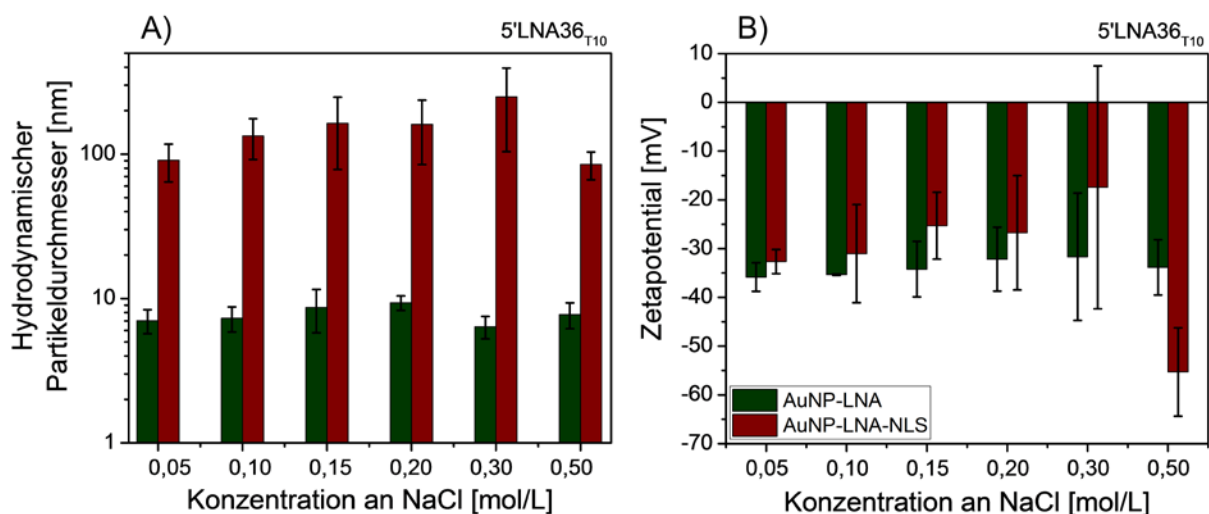 A)
5'LNA36T10
Hydrodynamischer
Partikeldurchmesser [nm]
100
10
1
0,05 0,10 0,15 0,20 0,30 0,50
Konzentration an NaCl [mol/L]
B)
5'LNA36T10
Zetapotential [mV]
10
0
-10
-20
-30
-40
-50
-60
-70
AuNP-LNA
AuNP-LNA-NLS
0,05 0,10 0,15 0,20 0,30 0,50
Konzentration an NaCl [mol/L]